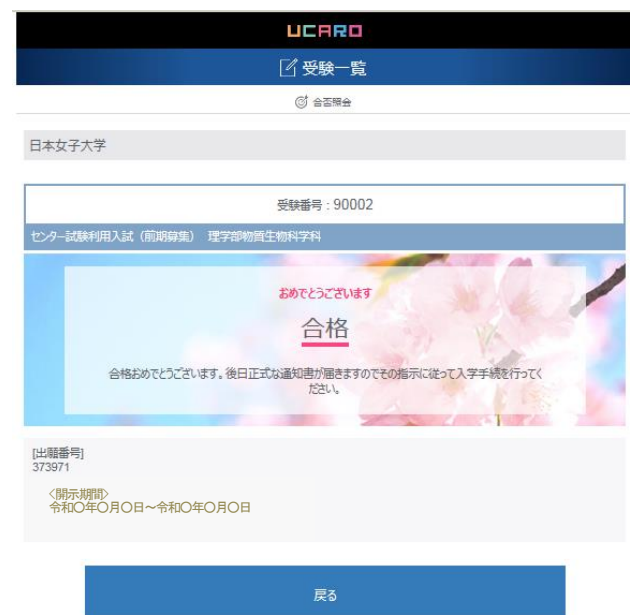 UCARO
受験一覧
合否照会
日本女子大学
受験番号 : 90002
センター試験利用入試（前期募集） 理学部物質生物科学科
おめでとうございます
合格
合格おめでとうございます。後日正式な通知書が届きますのでその指示に従って入学手続を行ってく
ださい。
[出願番号]
373971
〈開示期間〉
令和〇年〇月〇日～令和〇年〇月〇日
戻る